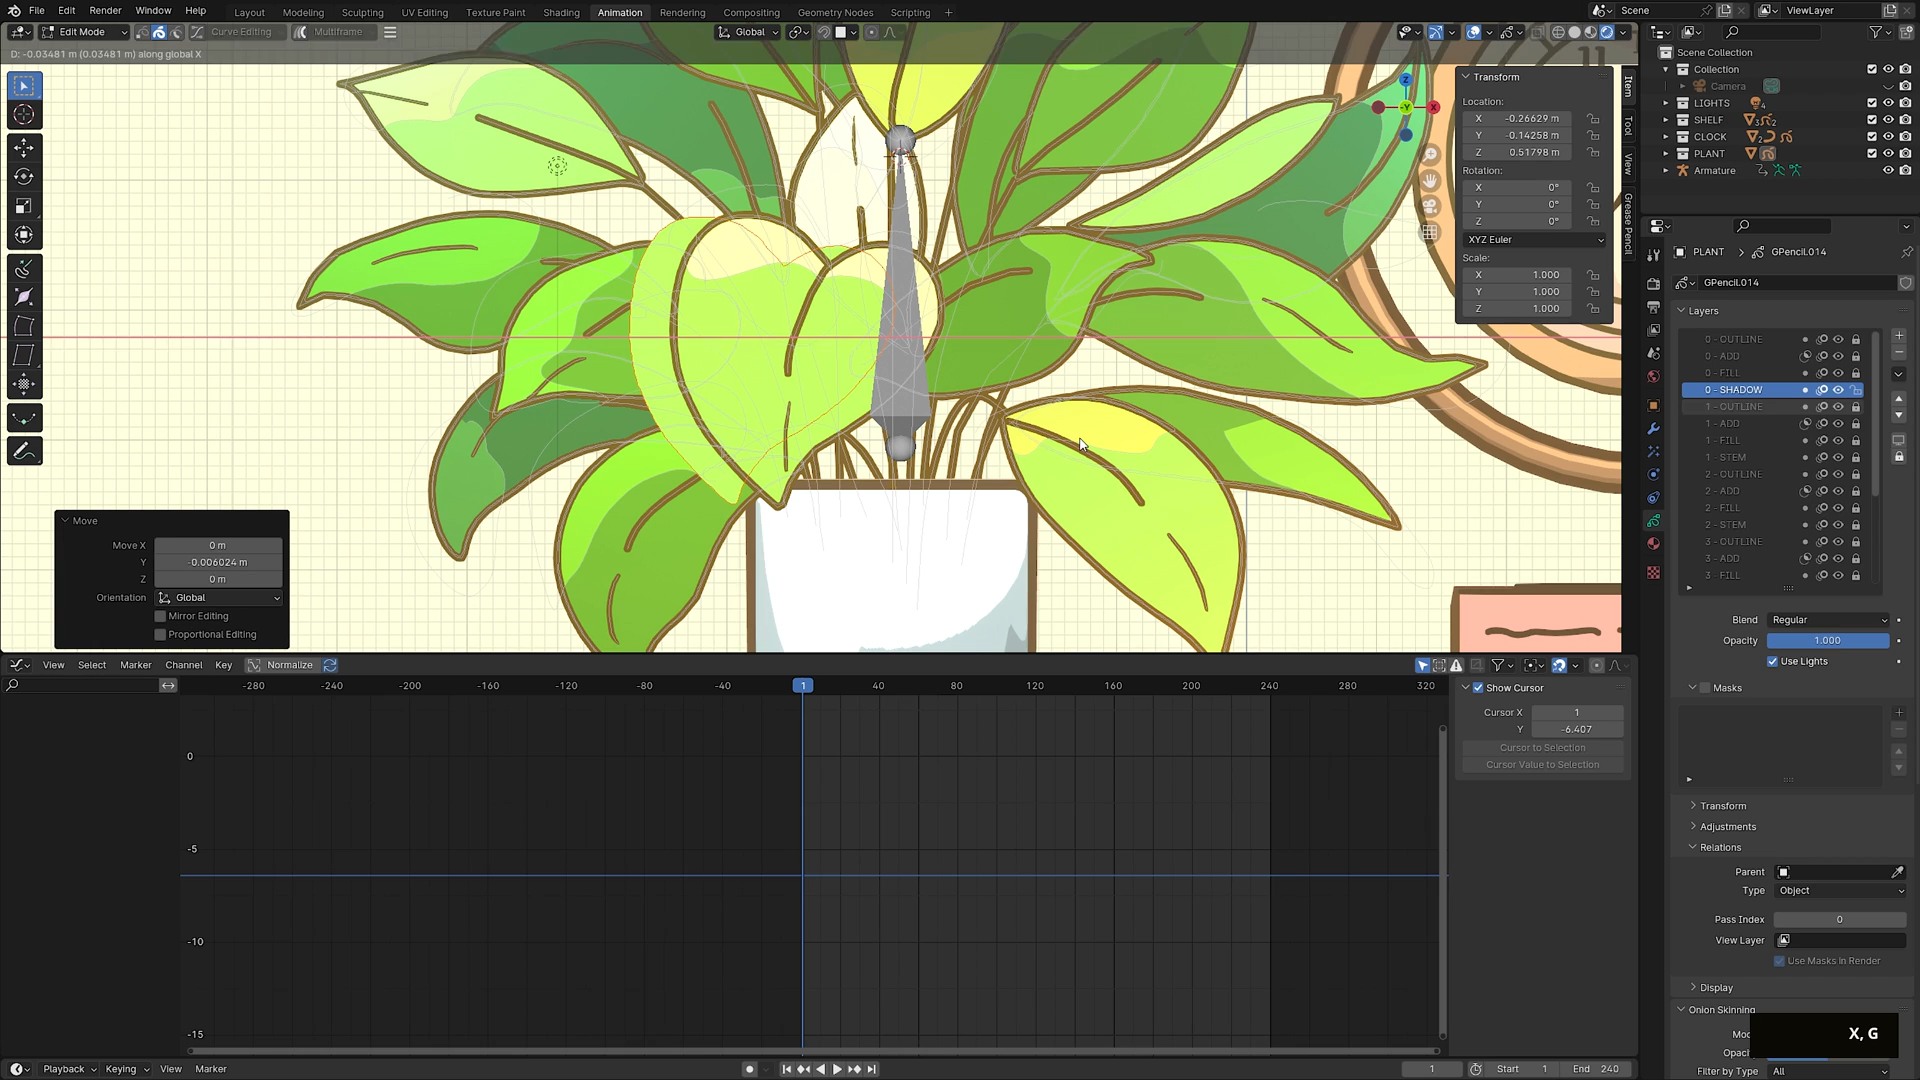 File Edit Render Window Help Layout Modeling Sculpting UV Editing Texture Paint Shading Animation Rendering Compositing Geometry Nodes Scripting + Scene ViewLayer
Edit Mode Curve Editing Multiframe Global
D: -0.03481 m (0.03481 m) along global X
Transform
Location:
X -0.26629 m
Y -0.14258 m
Z 0.51798 m
Rotation:
X 0°
Y 0°
Z 0°
XYZ Euler
Scale:
X 1.000
Y 1.000
Z 1.000
Item
Tool
View
Grease Pencil
Z
-Y
X
Move
Move X 0 m
Y -0.006024 m
Z 0 m
Orientation Global
Mirror Editing
Proportional Editing
View Select Marker Channel Key Normalize
-280 -240 -200 -160 -120 -80 -40 1 40 80 120 160 200 240 280 320
0
-5
-10
-15
Show Cursor
Cursor X 1
Y -6.407
Cursor to Selection
Cursor Value to Selection
Playback Keying View Marker 1 Start 1 End 240
Scene Collection
Collection
Camera
LIGHTS 4
SHELF 3 2
CLOCK 2
PLANT
Armature
PLANT GPencil.014
GPencil.014
Layers
0 - OUTLINE
0 - ADD
0 - FILL
0 - SHADOW
1 - OUTLINE
1 - ADD
1 - FILL
1 - STEM
2 - OUTLINE
2 - ADD
2 - FILL
2 - STEM
3 - OUTLINE
3 - ADD
3 - FILL
Blend Regular
Opacity 1.000
Use Lights
Masks
Transform
Adjustments
Relations
Parent
Type Object
Pass Index 0
View Layer
Use Masks In Render
Display
Onion Skinning
X, G
Filter by Type All